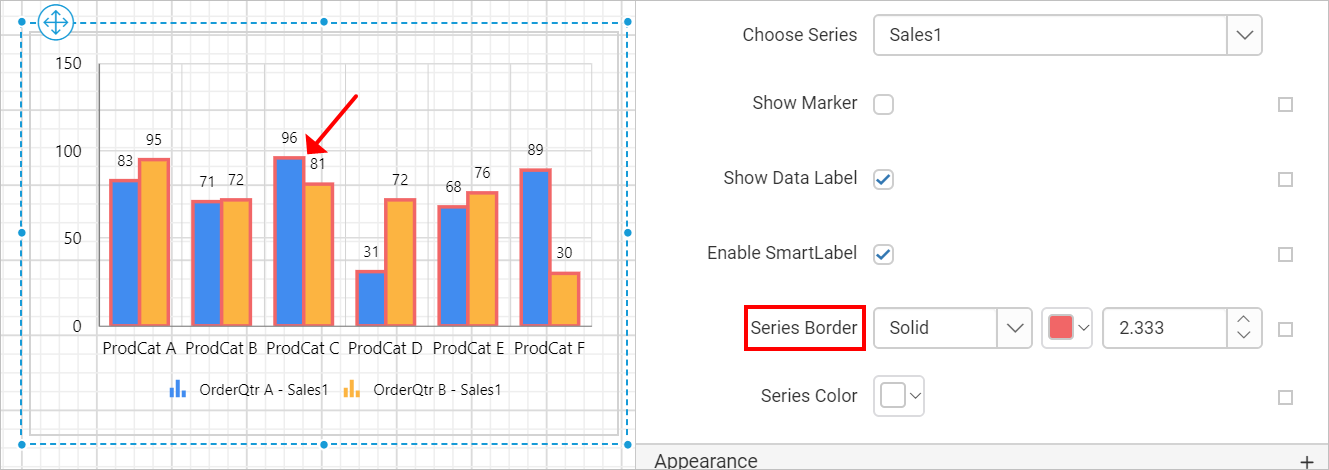 150
100
50
0
83
95
71
72
96
81
31
72
68
76
89
30
ProdCat A
ProdCat B
ProdCat C
ProdCat D
ProdCat E
ProdCat F
OrderQtr A - Sales1
OrderQtr B - Sales1
Choose Series
Sales1
Show Marker
Show Data Label
Enable SmartLabel
Series Border
Solid
2.333
Series Color
Appearance